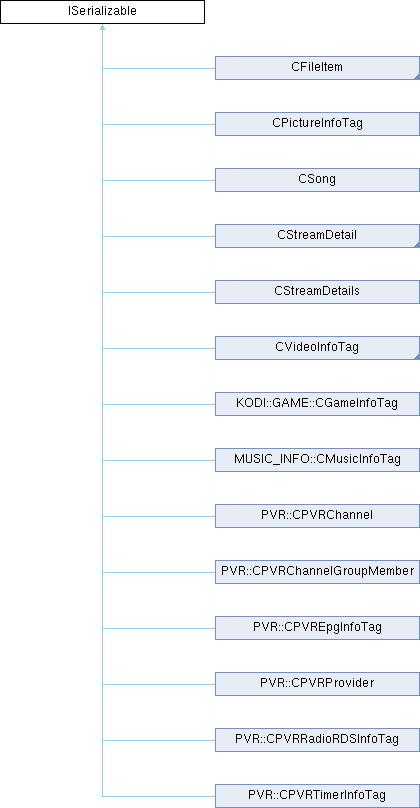 ISerializable
CFileItem
CPictureInfoTag
CSong
CStreamDetail
CStreamDetails
CVideoInfoTag
KODI::GAME::CGameInfoTag
MUSIC_INFO::CMusicInfoTag
PVR::CPVRChannel
PVR::CPVRChannelGroupMember
PVR::CPVREpgInfoTag
PVR::CPVRProvider
PVR::CPVRRadioRDSInfoTag
PVR::CPVRTimerInfoTag